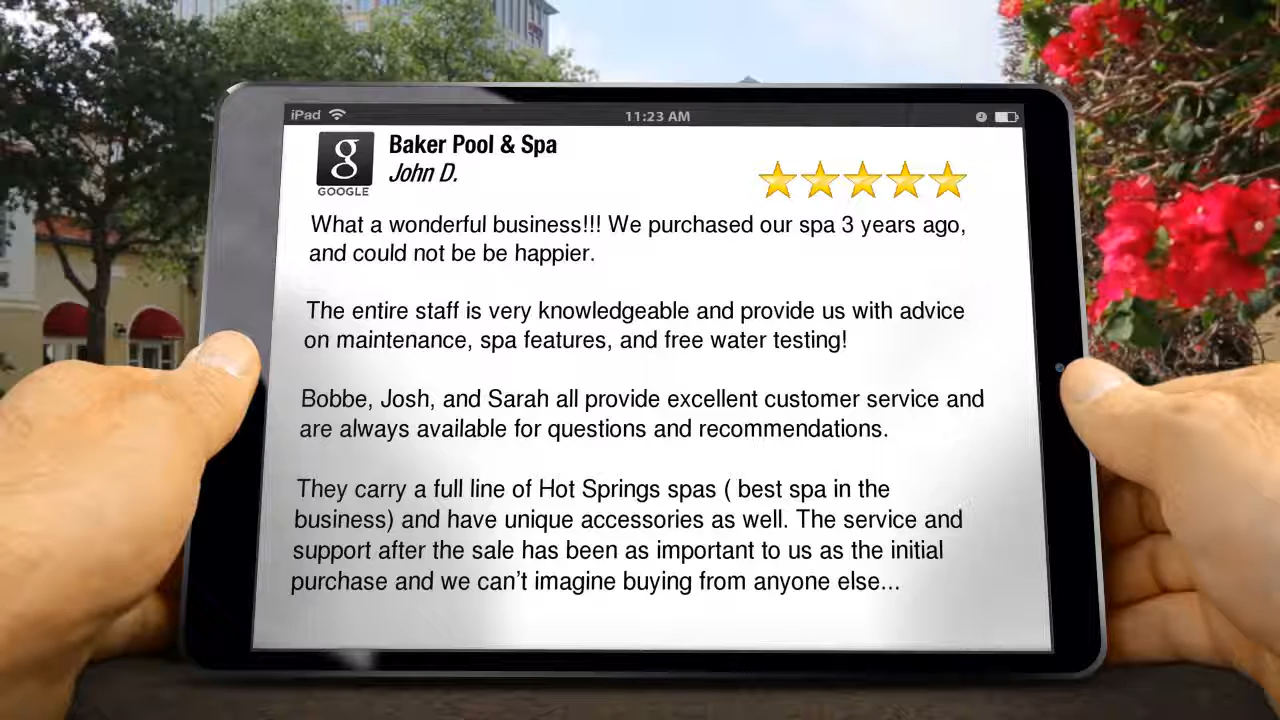 iPad 11:23 AM
g
GOOGLE
Baker Pool & Spa
John D.
What a wonderful business!!! We purchased our spa 3 years ago,
and could not be be happier.
The entire staff is very knowledgeable and provide us with advice
on maintenance, spa features, and free water testing!
Bobbe, Josh, and Sarah all provide excellent customer service and
are always available for questions and recommendations.
They carry a full line of Hot Springs spas ( best spa in the
business) and have unique accessories as well. The service and
support after the sale has been as important to us as the initial
purchase and we can’t imagine buying from anyone else...